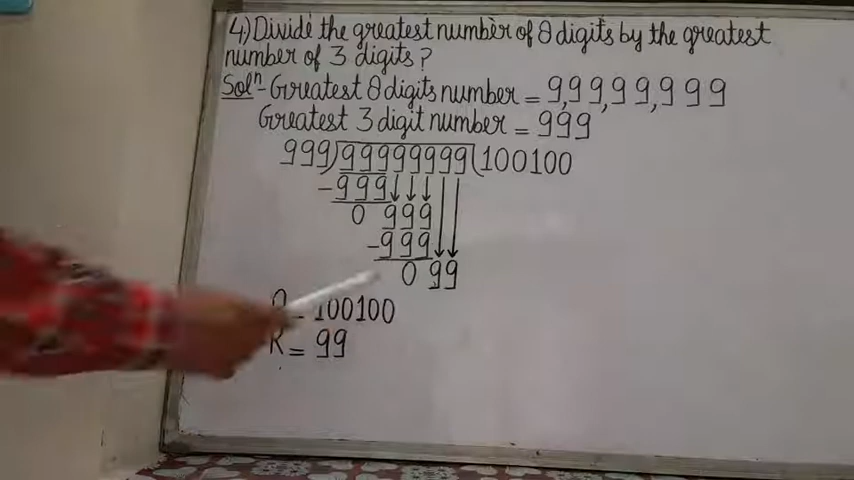 4) Divide the greatest number of 8 digits by the greatest
number of 3 digits ?
Solⁿ- Greatest 8 digits number = 9,99,99,999
Greatest 3 digit number = 999
999)99999999(100100
-999
0 999
-999
0 99
= 100100
R = 99